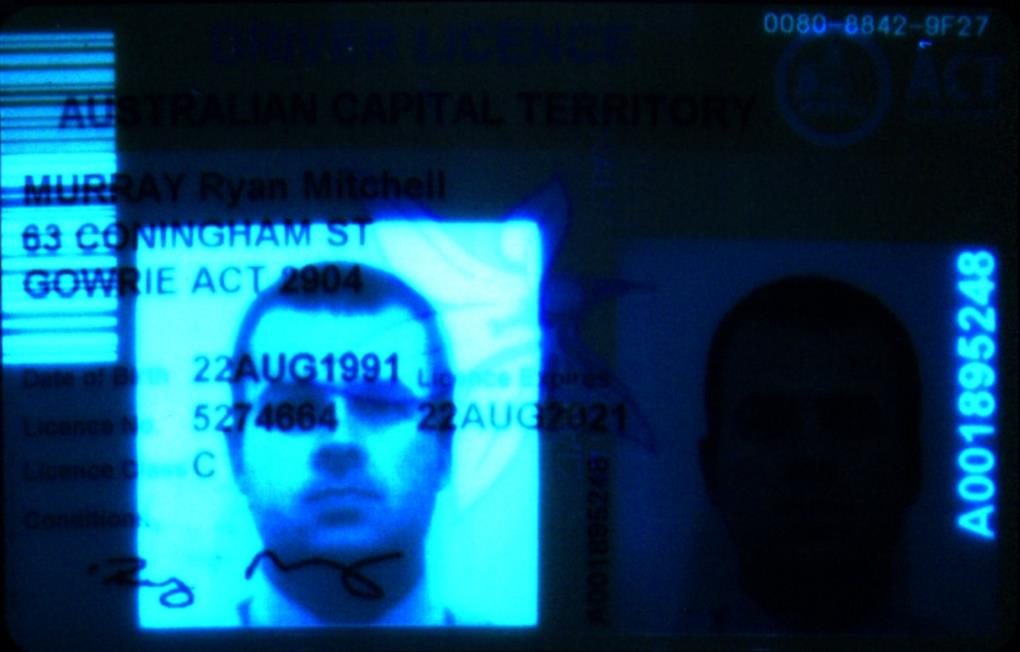 DRIVER LICENCE
0080-8842-9F27
ACT
AUSTRALIAN CAPITAL TERRITORY
MURRAY Ryan Mitchell
63 CONINGHAM ST
GOWRIE ACT 2904
Date of Birth 22AUG1991 Licence Expires
Licence No. 5274664 22AUG2021
Licence Class C
Conditions
A001895248
A001895248